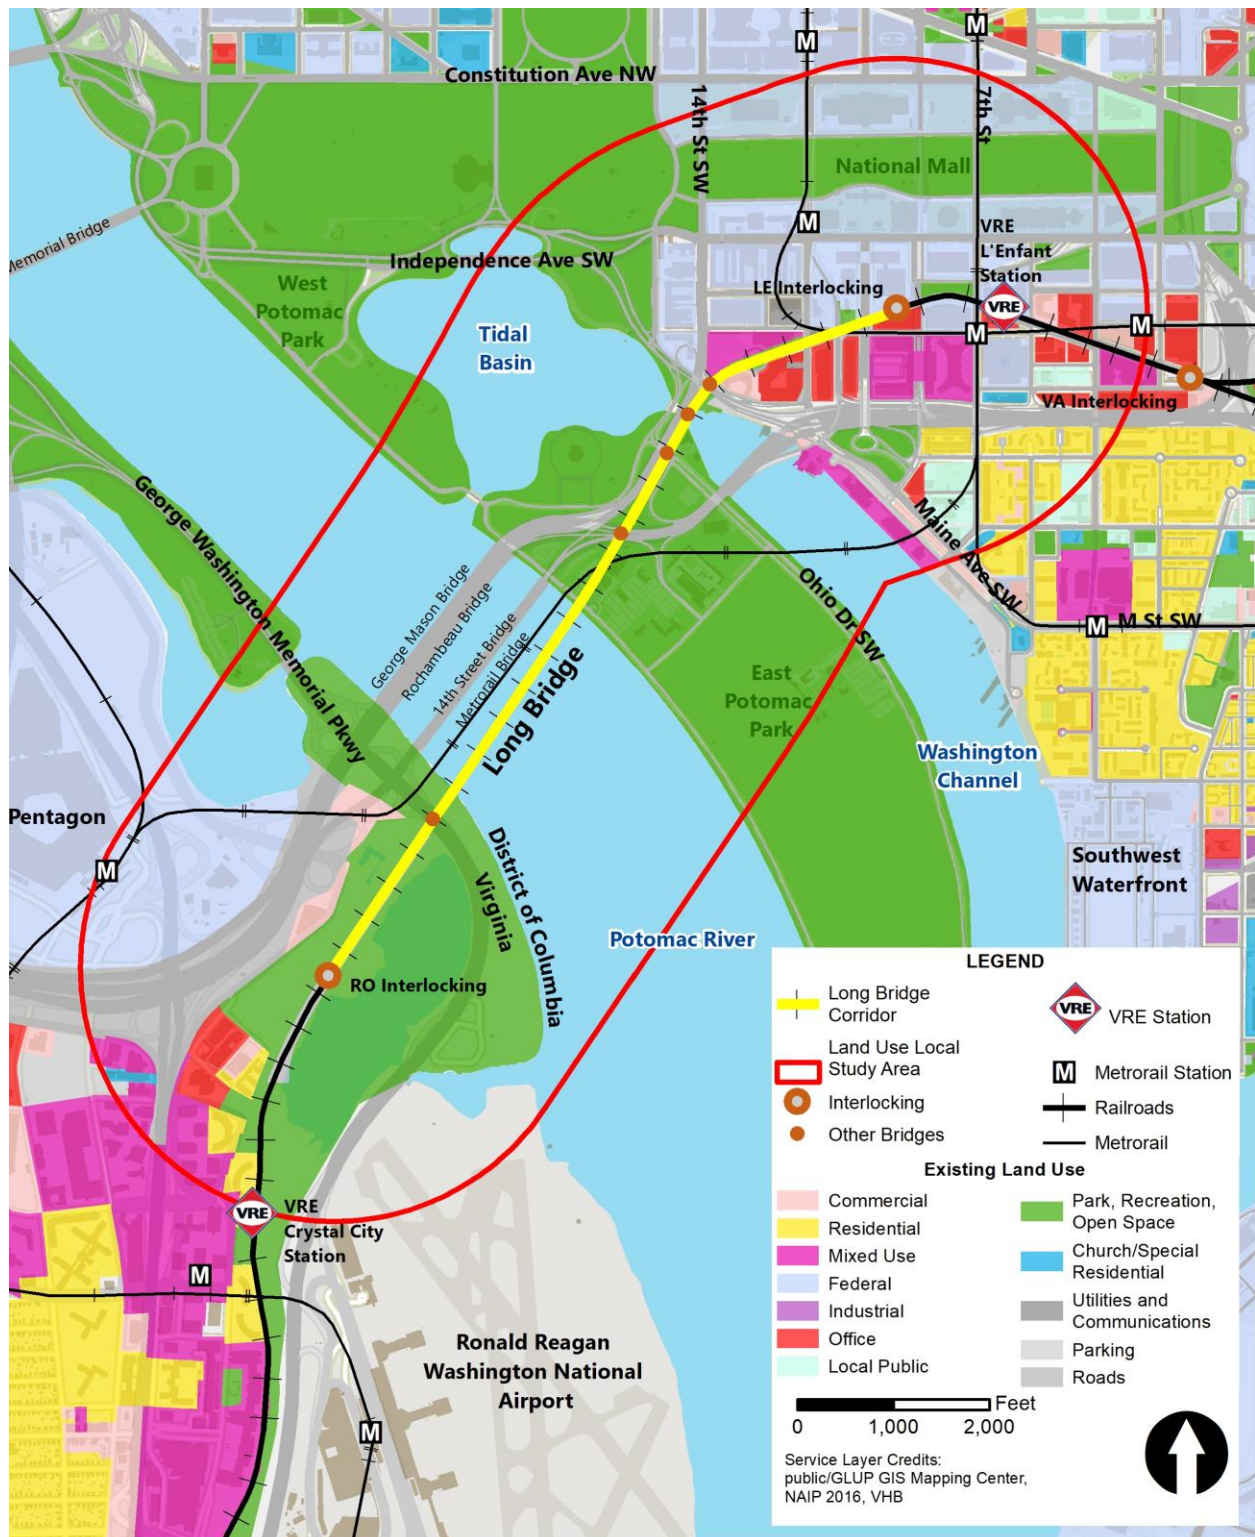 M
M
Constitution Ave NW
14th St SW
7th St
National Mall
M
Memorial Bridge
VRE
L'Enfant
Station
Independence Ave SW
West
Potomac
Park
LE Interlocking
VRE
Tidal
Basin
M
M
VA Interlocking
George Washington Memorial Pkwy
Maine Ave SW
George Mason Bridge
Rochambeau Bridge
14th Street Bridge
Metrorail Bridge
Long Bridge
Ohio Dr SW
M
M St SW
East
Potomac
Park
Washington
Channel
Pentagon
M
District of Columbia
Virginia
Southwest
Waterfront
Potomac River
RO Interlocking
VRE
VRE
Crystal City
Station
M
Ronald Reagan
Washington National
Airport
M
LEGEND
Long Bridge
Corridor
Land Use Local
Study Area
Interlocking
Other Bridges
VRE
VRE Station
M
Metrorail Station
Railroads
Metrorail
Existing Land Use
Commercial
Residential
Mixed Use
Federal
Industrial
Office
Local Public
Park, Recreation,
Open Space
Church/Special
Residential
Utilities and
Communications
Parking
Roads
Feet
0 1,000 2,000
Service Layer Credits:
public/GLUP GIS Mapping Center,
NAIP 2016, VHB